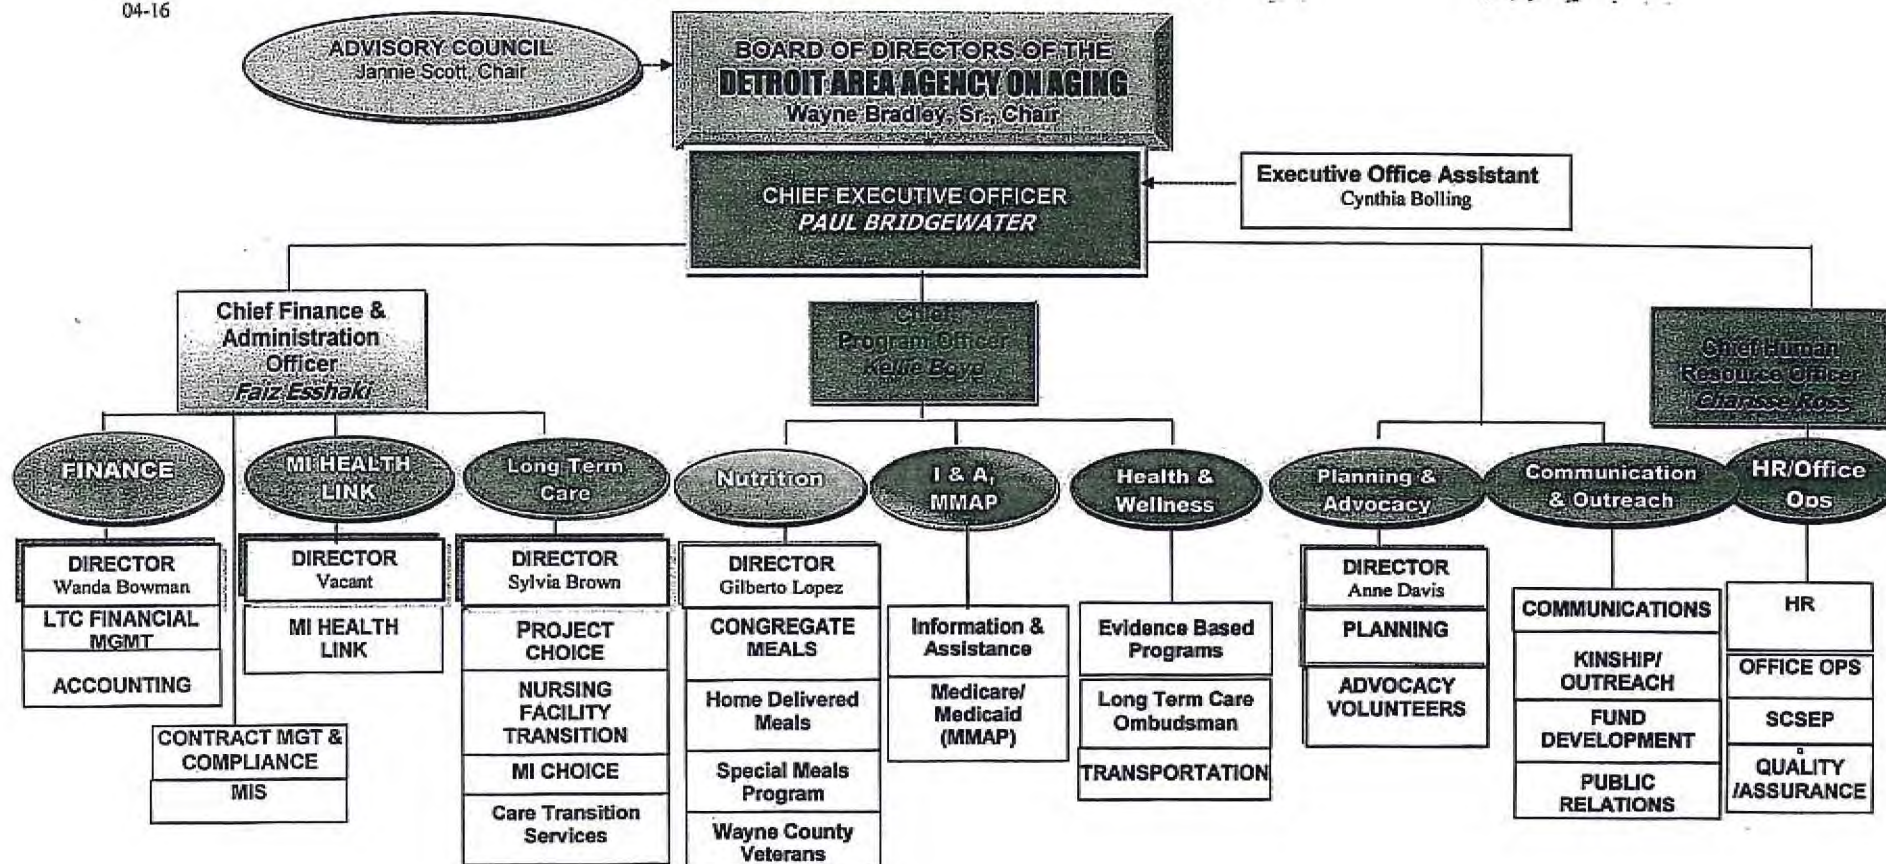 04-16
ADVISORY COUNCIL
Jannie Scott, Chair
BOARD OF DIRECTORS OF THE
DETROIT AREA AGENCY ON AGING
Wayne Bradley, Sr., Chair
CHIEF EXECUTIVE OFFICER
PAUL BRIDGEWATER
Executive Office Assistant
Cynthia Bolling
Chief Finance &
Administration
Officer
Faiz Esshaki
Chief
Program Officer
Kellie Boyd
Chief Human
Resource Officer
Charisse Ross
FINANCE
DIRECTOR
Wanda Bowman
LTC FINANCIAL
MGMT
ACCOUNTING
CONTRACT MGT &
COMPLIANCE
MIS
MI HEALTH
LINK
DIRECTOR
Vacant
MI HEALTH
LINK
Long Term
Care
DIRECTOR
Sylvia Brown
PROJECT
CHOICE
NURSING
FACILITY
TRANSITION
MI CHOICE
Care Transition
Services
Nutrition
DIRECTOR
Gilberto Lopez
CONGREGATE
MEALS
Home Delivered
Meals
Special Meals
Program
Wayne County
Veterans
I & A,
MMAP
Information &
Assistance
Medicare/
Medicaid
(MMAP)
Health &
Wellness
Evidence Based
Programs
Long Term Care
Ombudsman
TRANSPORTATION
Planning &
Advocacy
DIRECTOR
Anne Davis
PLANNING
ADVOCACY
VOLUNTEERS
Communication
& Outreach
COMMUNICATIONS
KINSHIP/
OUTREACH
FUND
DEVELOPMENT
PUBLIC
RELATIONS
HR/Office
Ops
HR
OFFICE OPS
SCSEP
QUALITY
/ASSURANCE